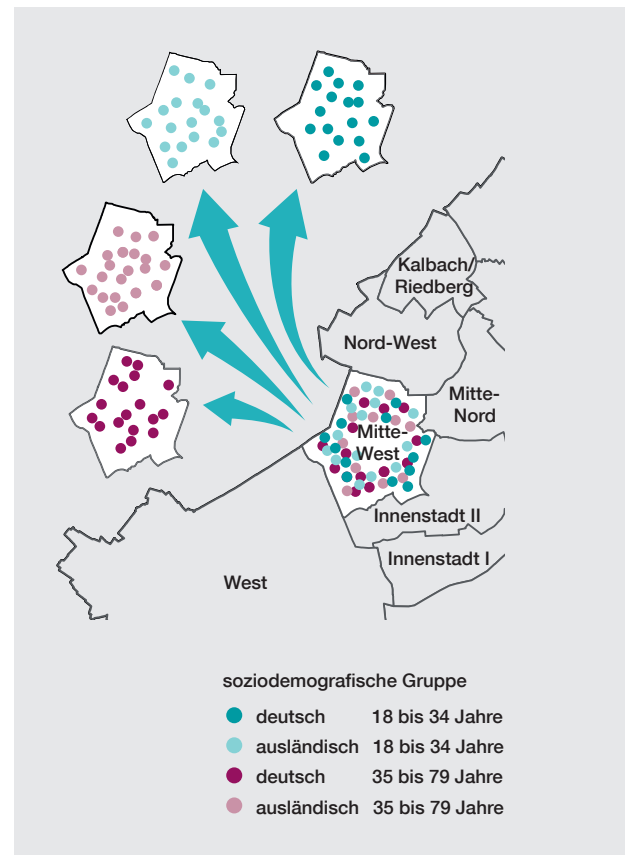 Kalbach/
Riedberg
Nord-West
Mitte-
Nord
Mitte-
West
Innenstadt II
Innenstadt I
West
soziodemografische Gruppe
deutsch 18 bis 34 Jahre
ausländisch 18 bis 34 Jahre
deutsch 35 bis 79 Jahre
ausländisch 35 bis 79 Jahre